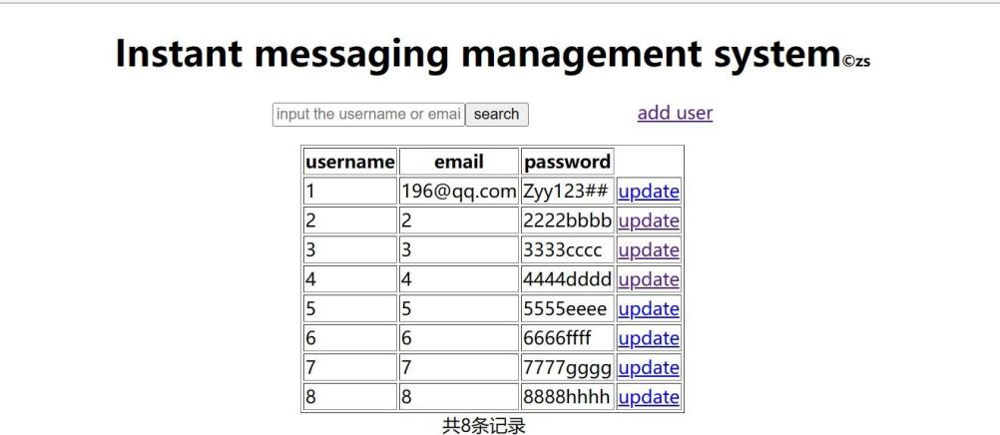 Instant messaging management system©zs
input the username or emai search add user
username email password
1 196@qq.com Zyy123## update
2 2 2222bbbb update
3 3 3333cccc update
4 4 4444dddd update
5 5 5555eeee update
6 6 6666ffff update
7 7 7777gggg update
8 8 8888hhhh update
共8条记录